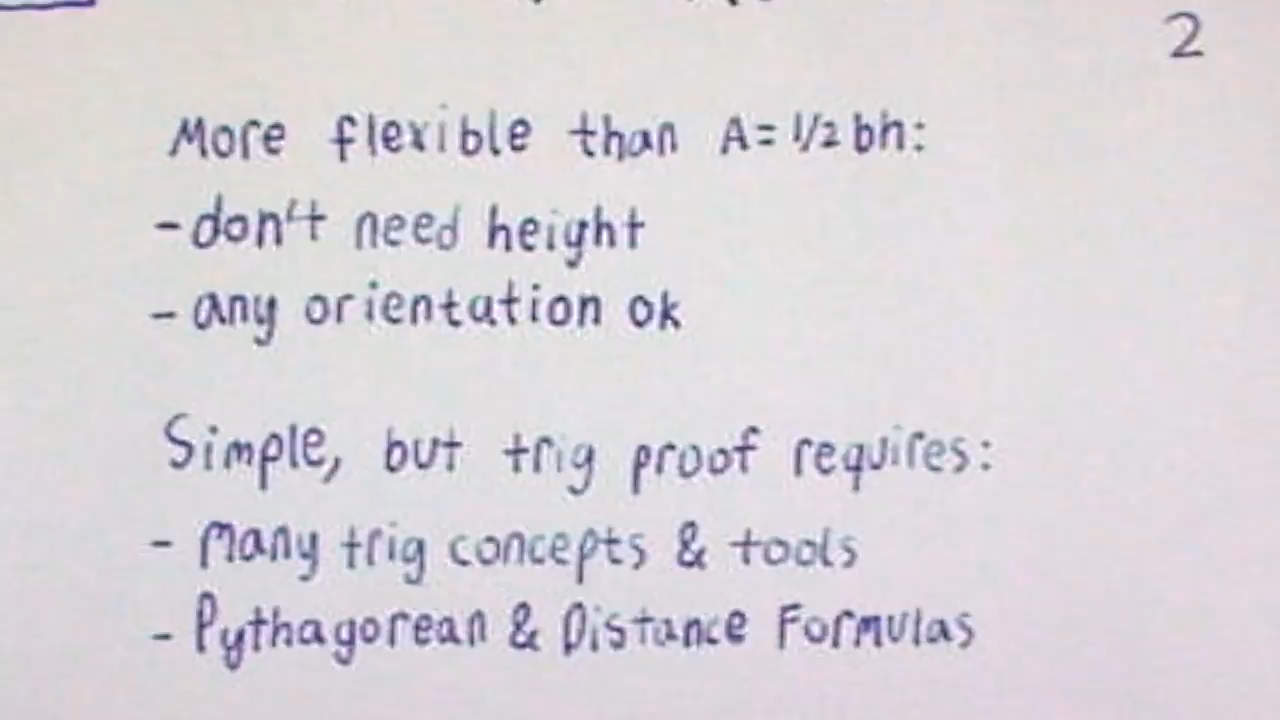 2
More flexible than A = 1/2 bh:
- don't need height
- any orientation ok
Simple, but trig proof requires:
- many trig concepts & tools
- Pythagorean & Distance Formulas